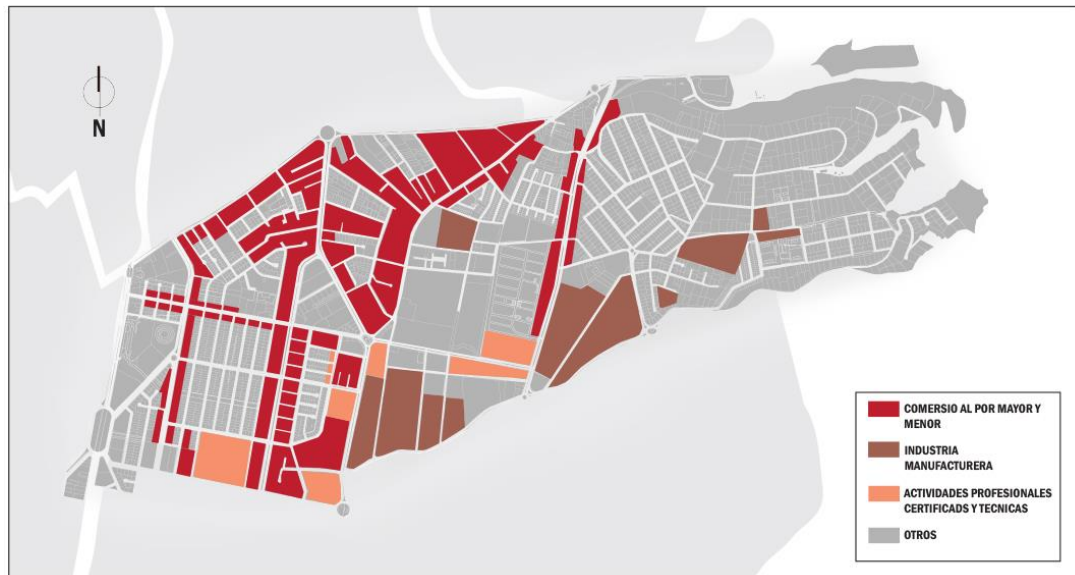 N
COMERSIO AL POR MAYOR Y
MENOR
INDUSTRIA
MANUFACTURERA
ACTIVIDADES PROFESIONALES
CERTIFICADS Y TECNICAS
OTROS